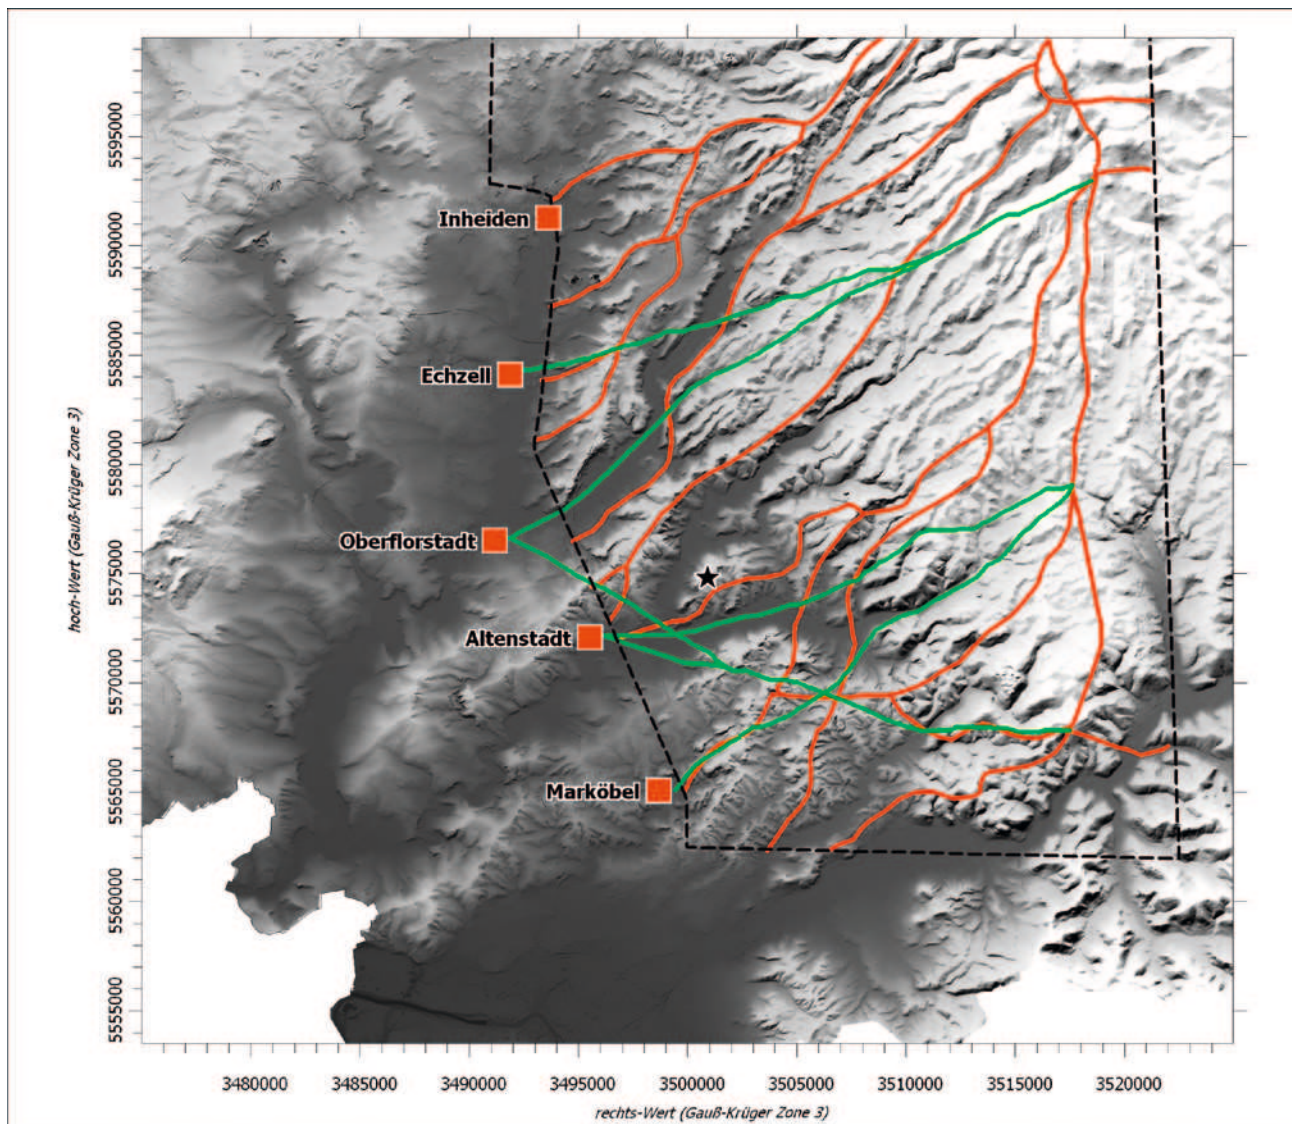 Inheiden
Echzell
Oberflorstadt
Altenstadt
Marköbel
hoch-Wert (Gauß-Krüger Zone 3)
5595000
5590000
5585000
5580000
5575000
5570000
5565000
5560000
5555000
3480000 3485000 3490000 3495000 3500000 3505000 3510000 3515000 3520000
rechts-Wert (Gauß-Krüger Zone 3)